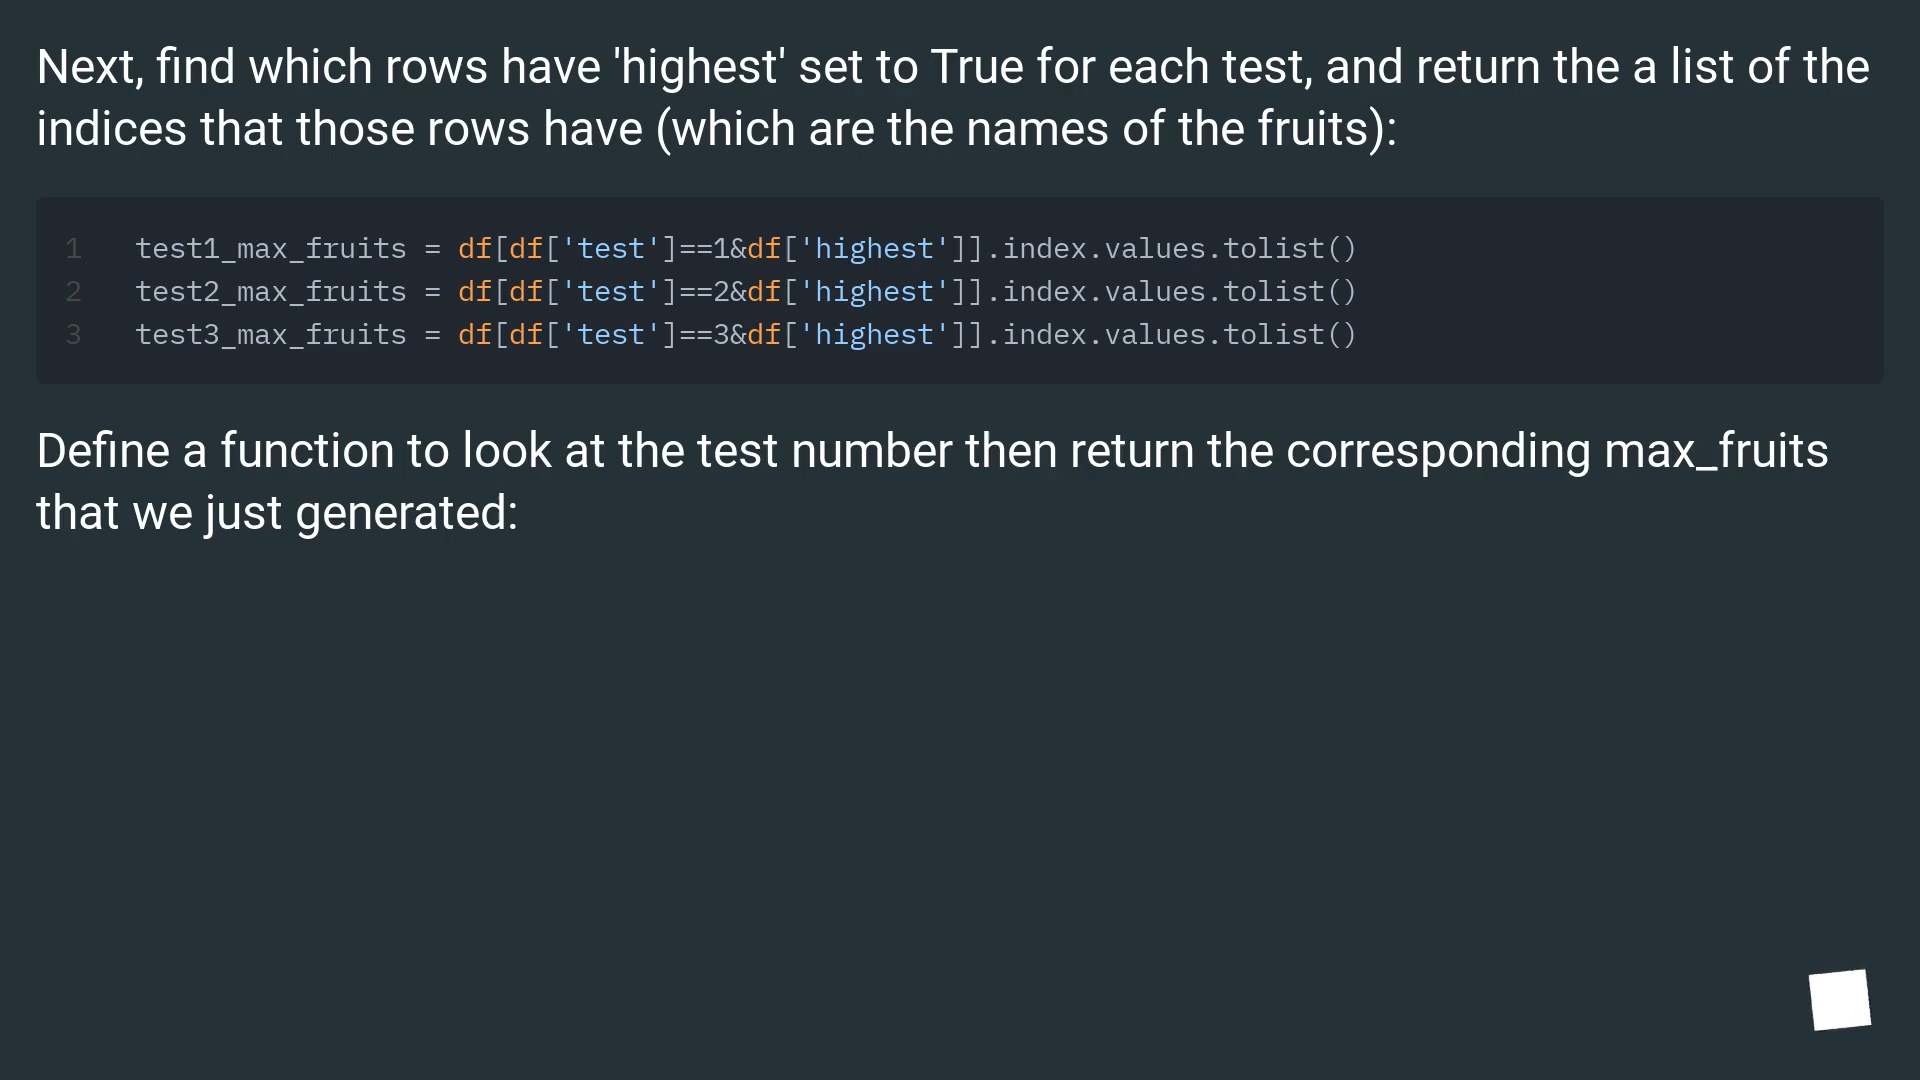 Next, find which rows have 'highest' set to True for each test, and return the a list of the
indices that those rows have (which are the names of the fruits):
1 test1_max_fruits = df[df['test']==1&df['highest']].index.values.tolist()
2 test2_max_fruits = df[df['test']==2&df['highest']].index.values.tolist()
3 test3_max_fruits = df[df['test']==3&df['highest']].index.values.tolist()
Define a function to look at the test number then return the corresponding max_fruits
that we just generated: